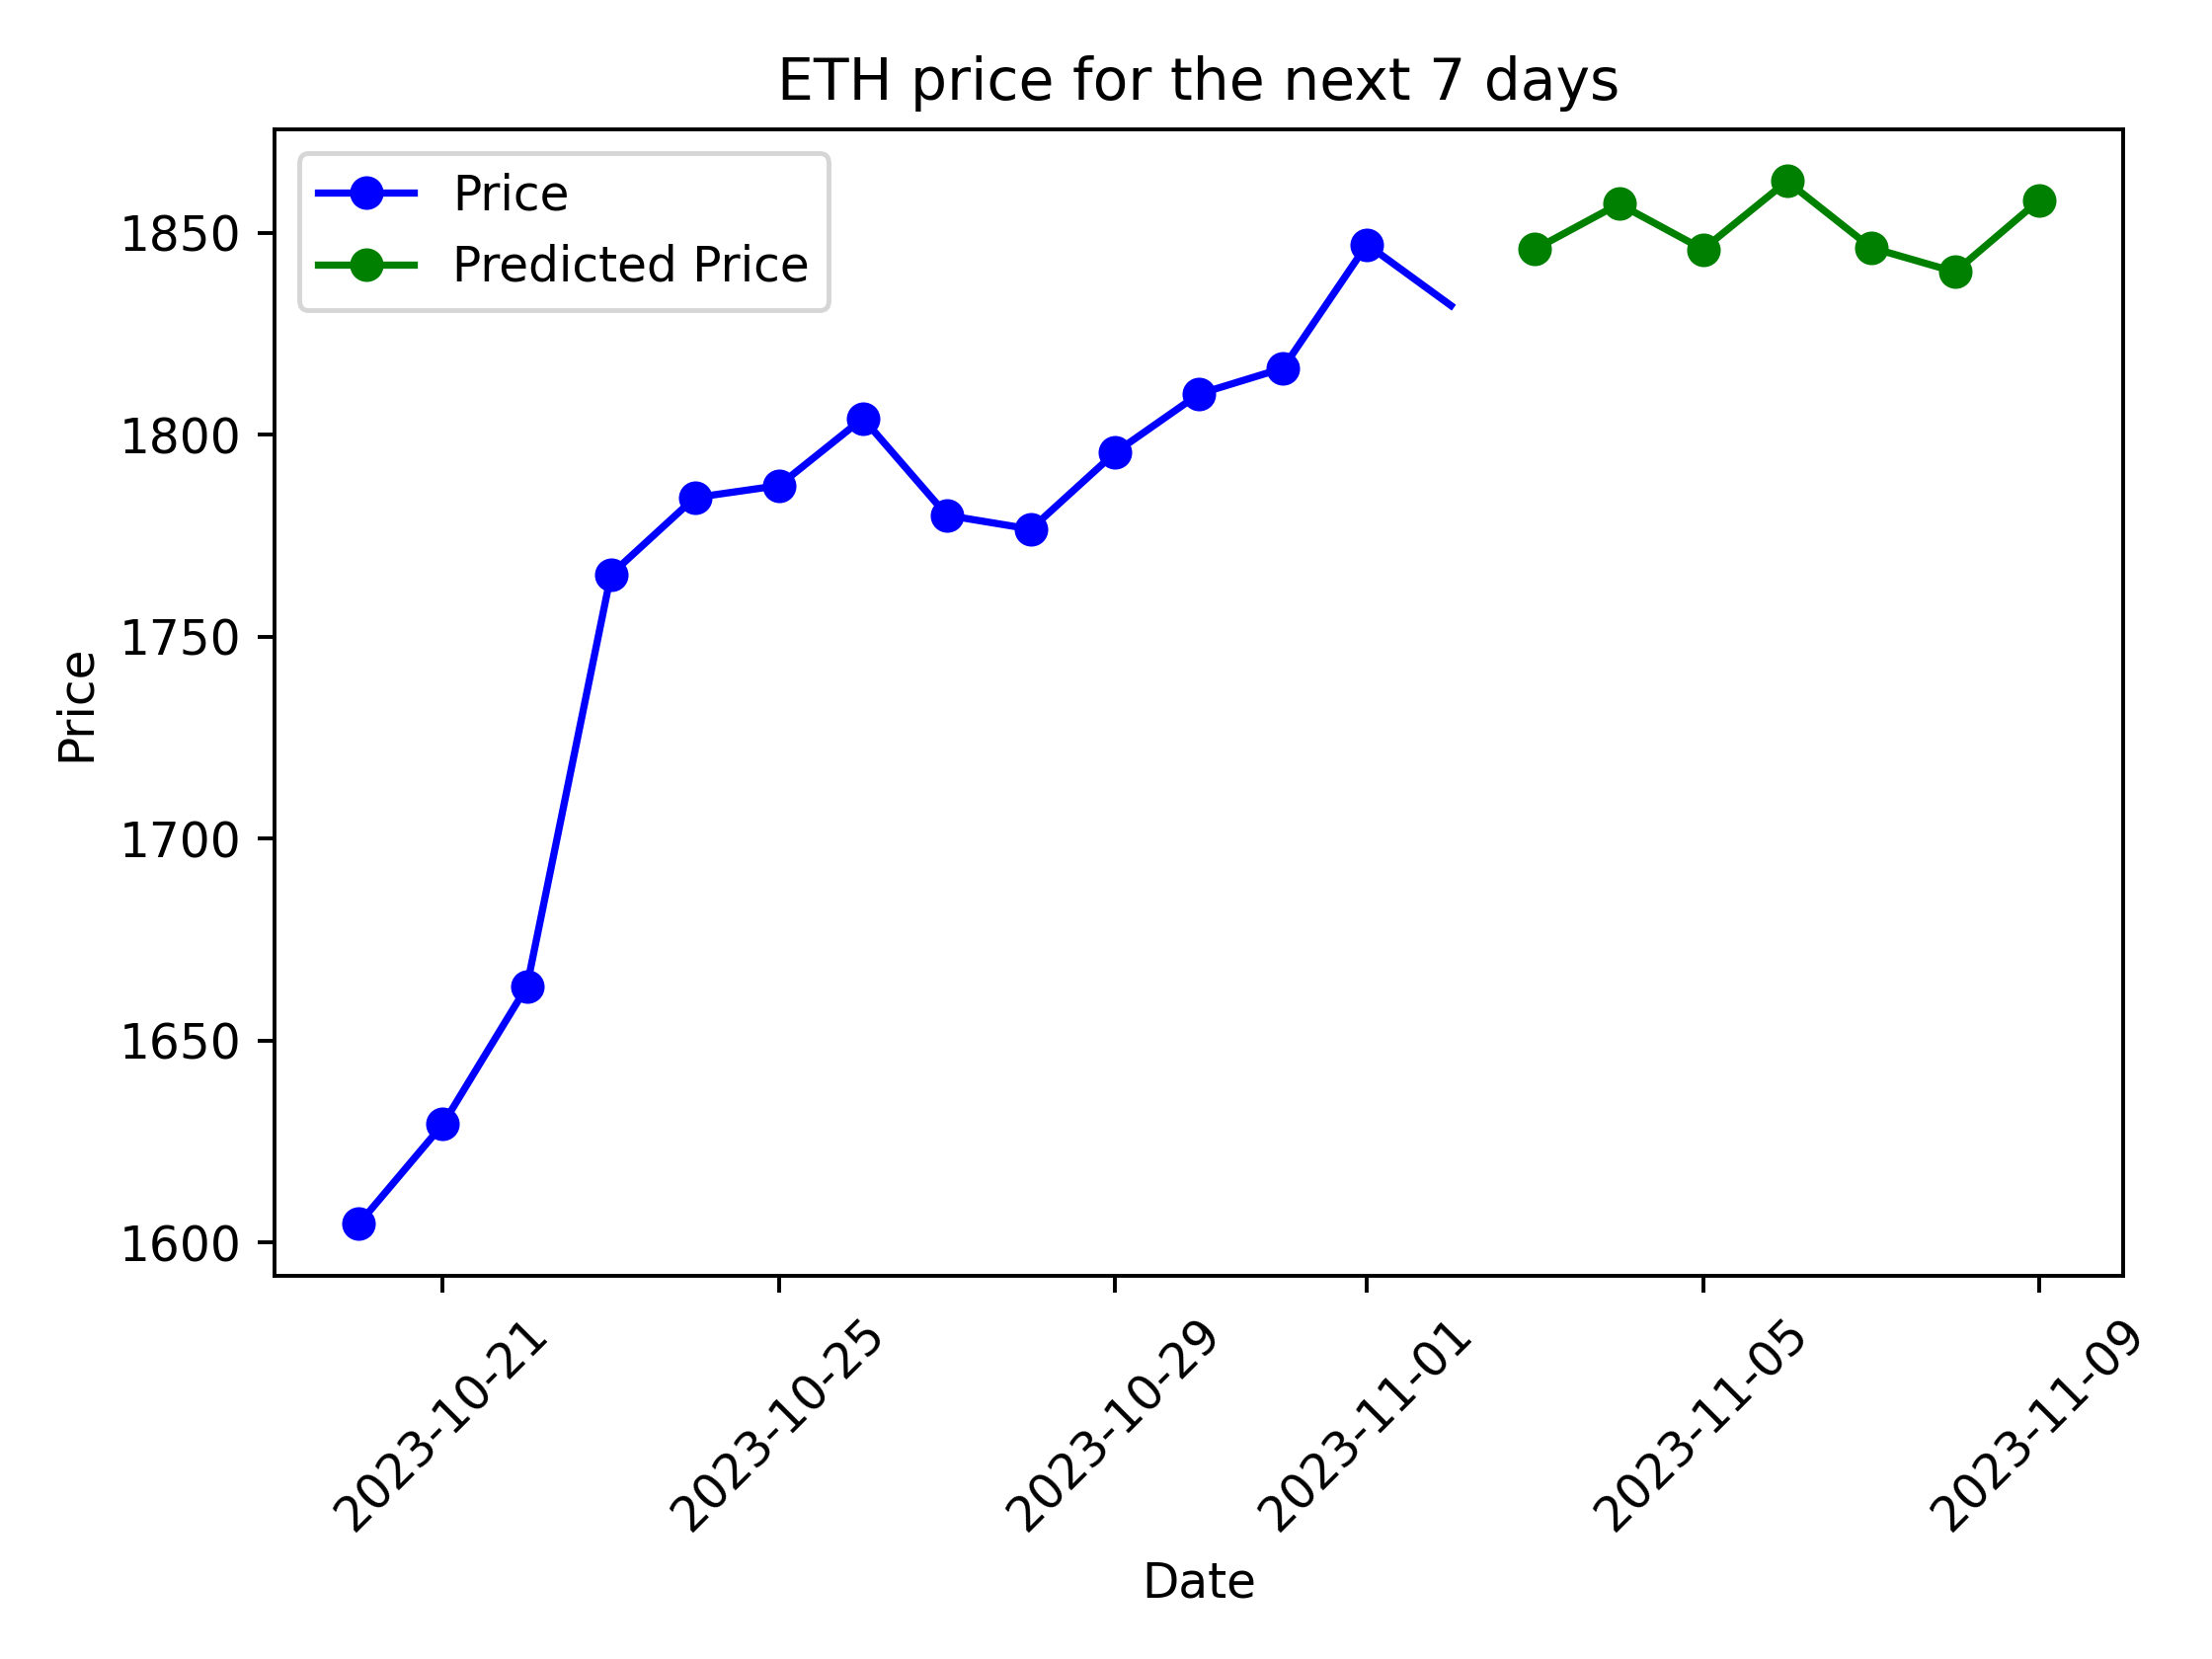 ETH price for the next 7 days
Price
Predicted Price
1850
1800
1750
1700
1650
1600
Price
2023-10-21
2023-10-25
2023-10-29
2023-11-01
2023-11-05
2023-11-09
Date